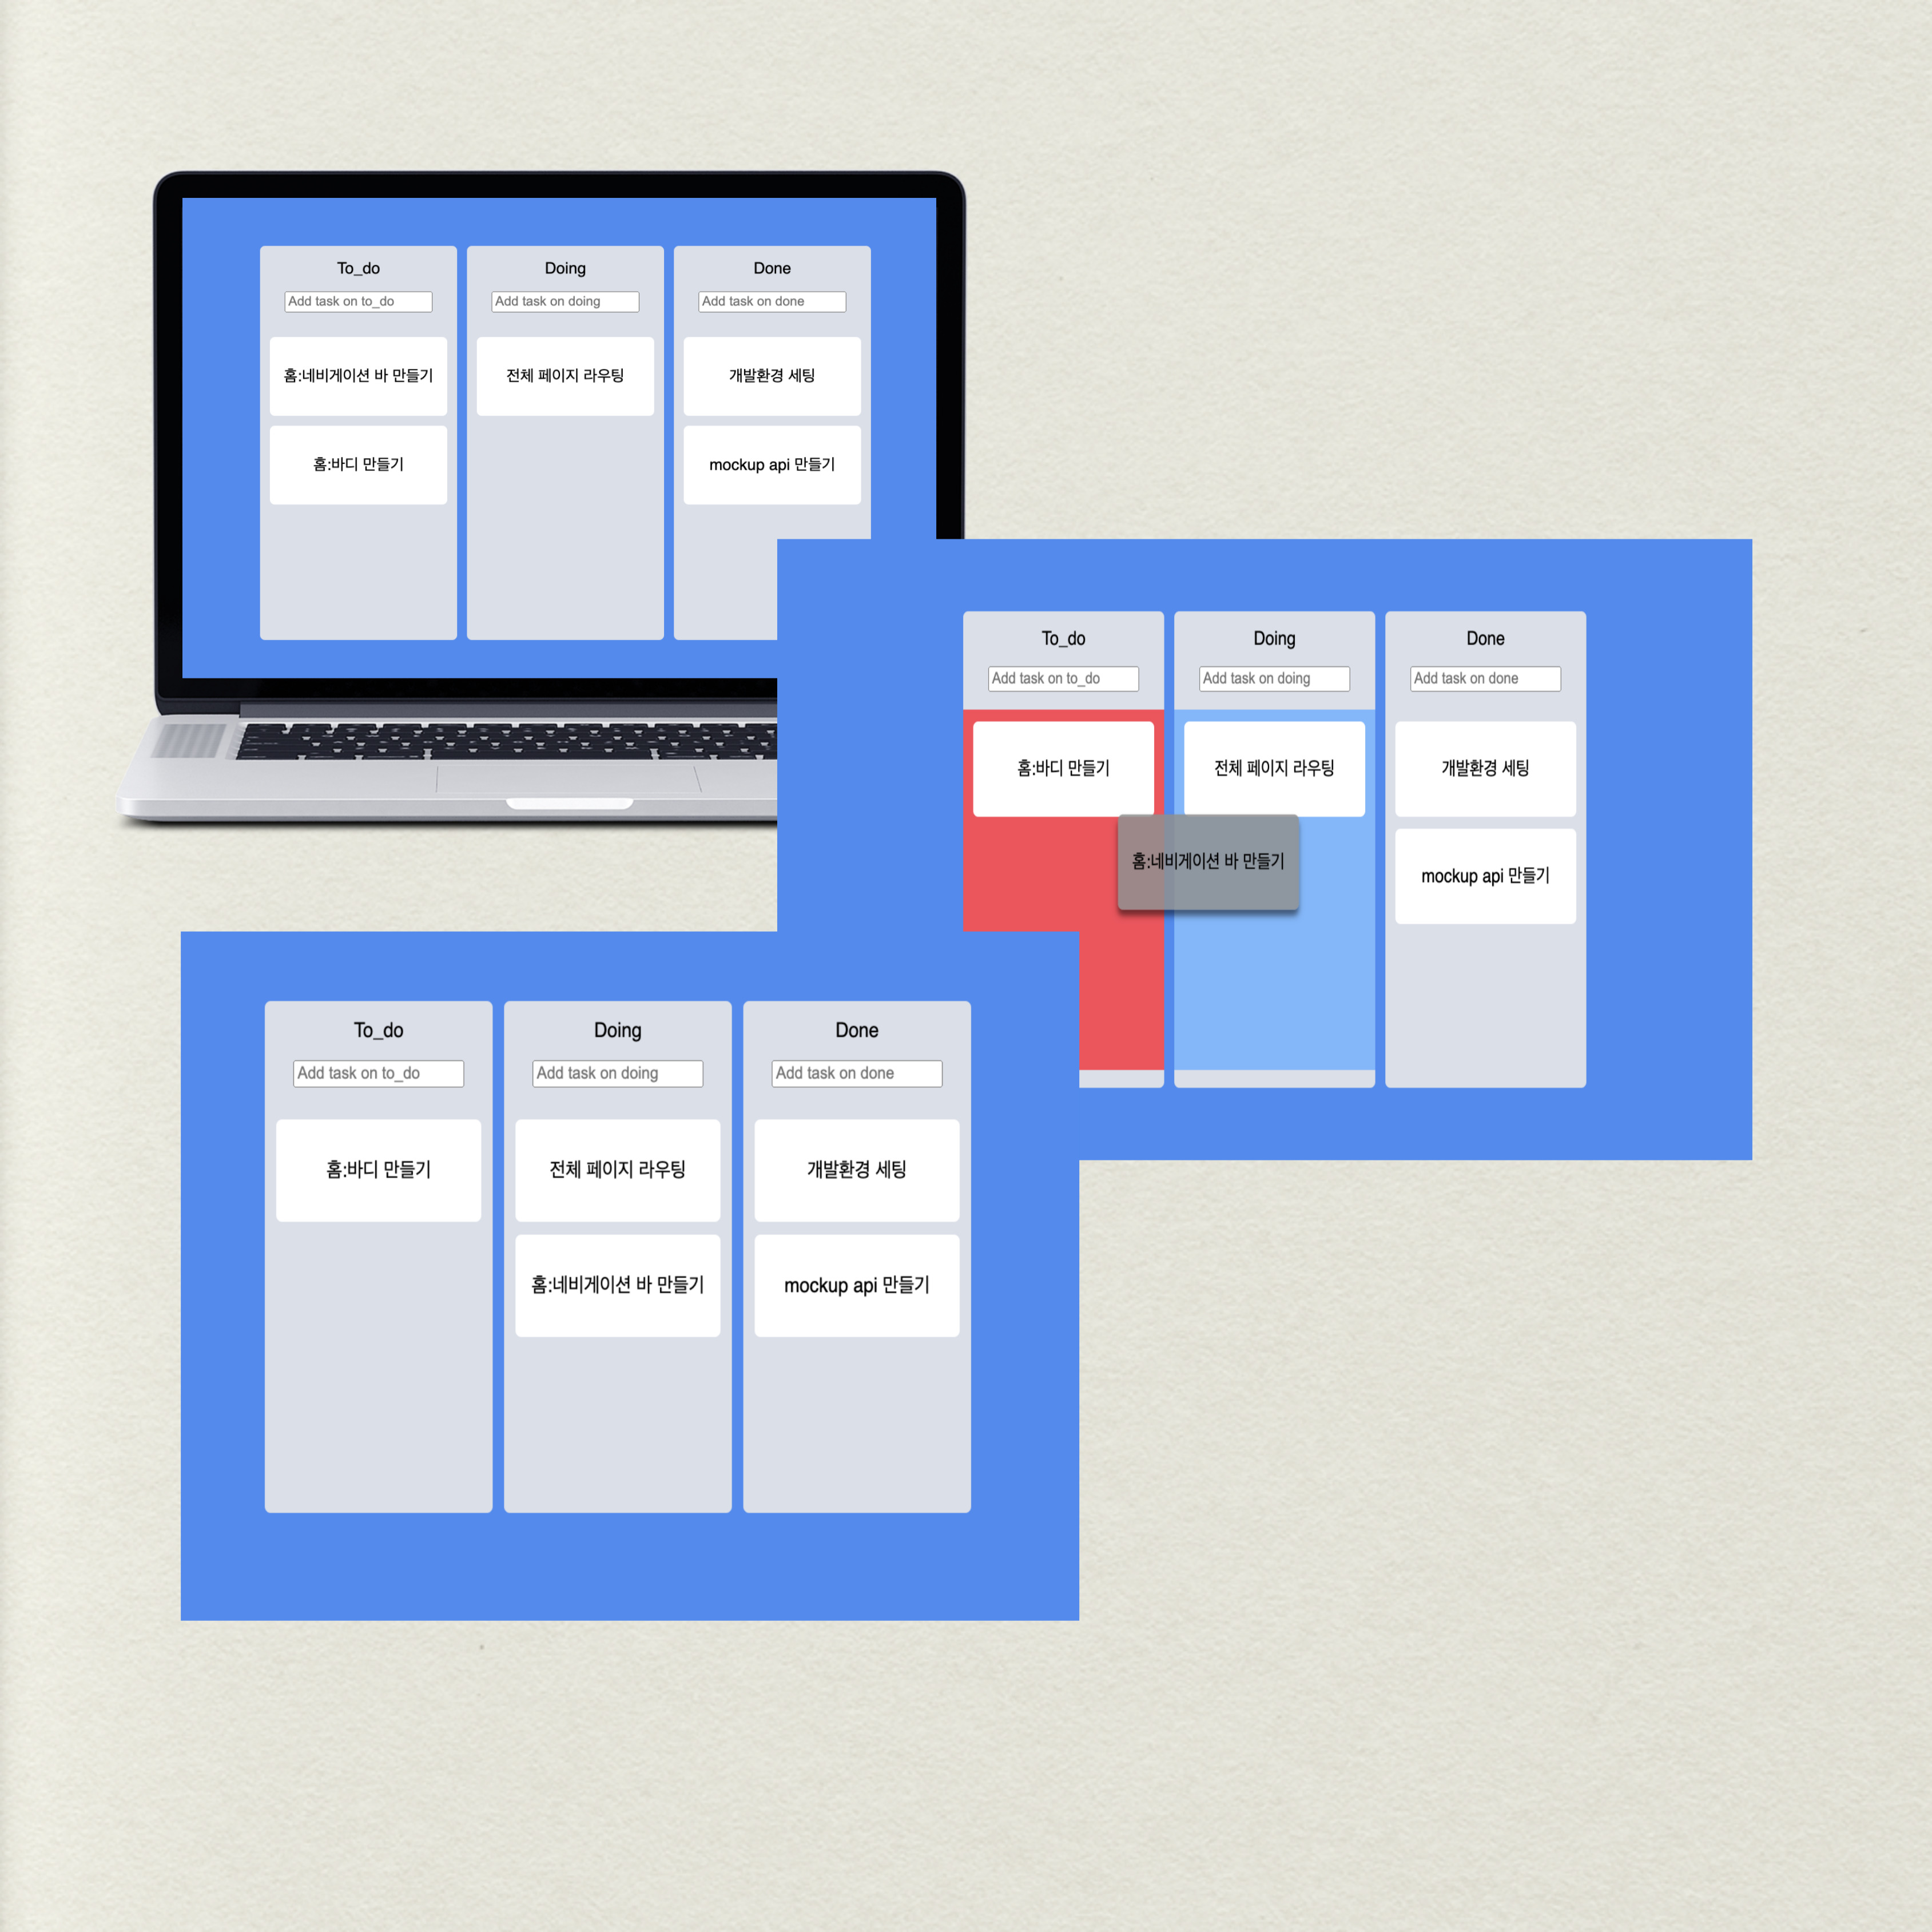 To_do
Add task on to_do
홈:네비게이션 바 만들기
홈:바디 만들기
Doing
Add task on doing
전체 페이지 라우팅
Done
Add task on done
개발환경 세팅
mockup api 만들기
To_do
Add task on to_do
홈:바디 만들기
홈:네비게이션 바 만들기
Doing
Add task on doing
전체 페이지 라우팅
Done
Add task on done
개발환경 세팅
mockup api 만들기
To_do
Add task on to_do
홈:바디 만들기
Doing
Add task on doing
전체 페이지 라우팅
홈:네비게이션 바 만들기
Done
Add task on done
개발환경 세팅
mockup api 만들기